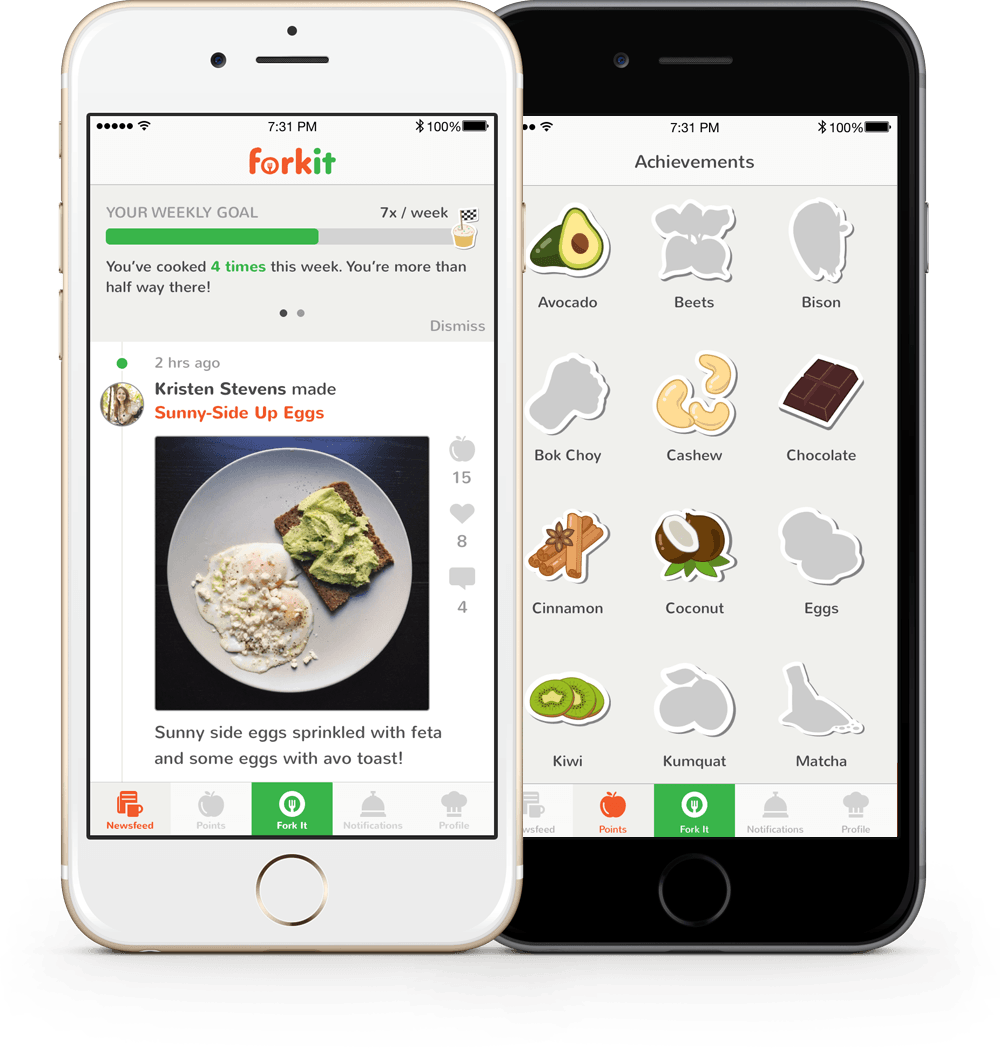 7:31 PM
100%
forkit
YOUR WEEKLY GOAL
7x / week
You’ve cooked 4 times this week. You’re more than
half way there!
Dismiss
2 hrs ago
Kristen Stevens made
Sunny-Side Up Eggs
15
8
4
Sunny side eggs sprinkled with feta
and some eggs with avo toast!
Newsfeed
Points
Fork It
Notifications
Profile
7:31 PM
100%
Achievements
Avocado
Beets
Bison
Bok Choy
Cashew
Chocolate
Cinnamon
Coconut
Eggs
Kiwi
Kumquat
Matcha
wsfeed
Points
Fork It
Notifications
Profile